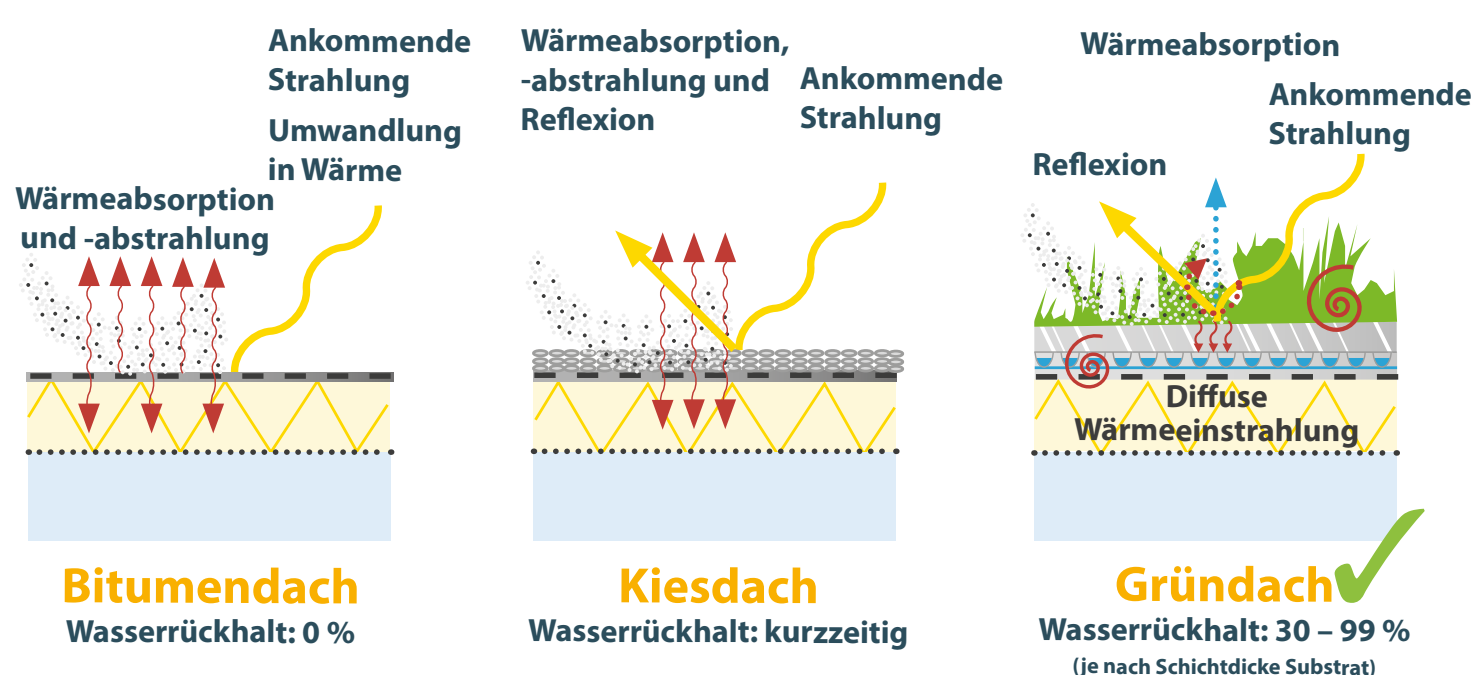 Ankommende
Strahlung
Umwandlung
in Wärme
Wärmeabsorption
und -abstrahlung
Bitumendach
Wasserrückhalt: 0 %
Wärmeabsorption,
-abstrahlung und
Reflexion
Ankommende
Strahlung
Kiesdach
Wasserrückhalt: kurzzeitig
Wärmeabsorption
Ankommende
Strahlung
Reflexion
Diffuse
Wärmeeinstrahlung
Gründach
Wasserrückhalt: 30 – 99 %
(je nach Schichtdicke Substrat)